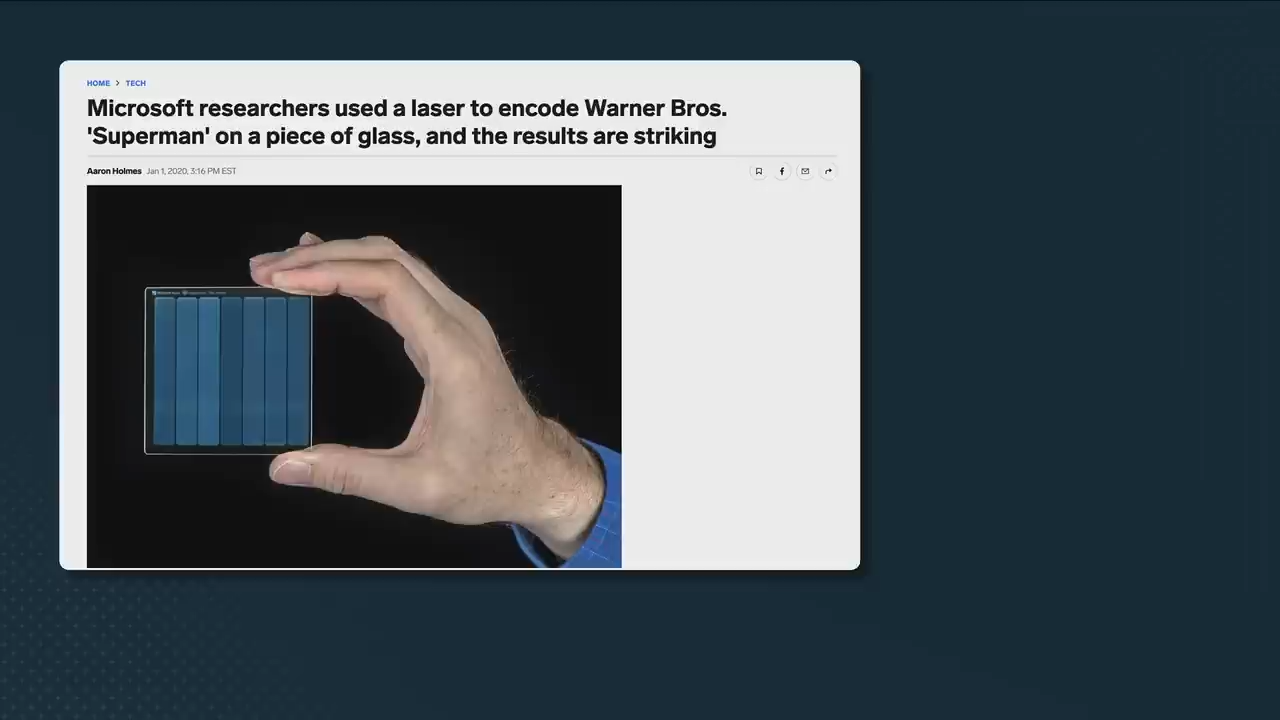 HOME > TECH
Microsoft researchers used a laser to encode Warner Bros.
'Superman' on a piece of glass, and the results are striking
Aaron Holmes Jan 1, 2020, 3:16 PM EST